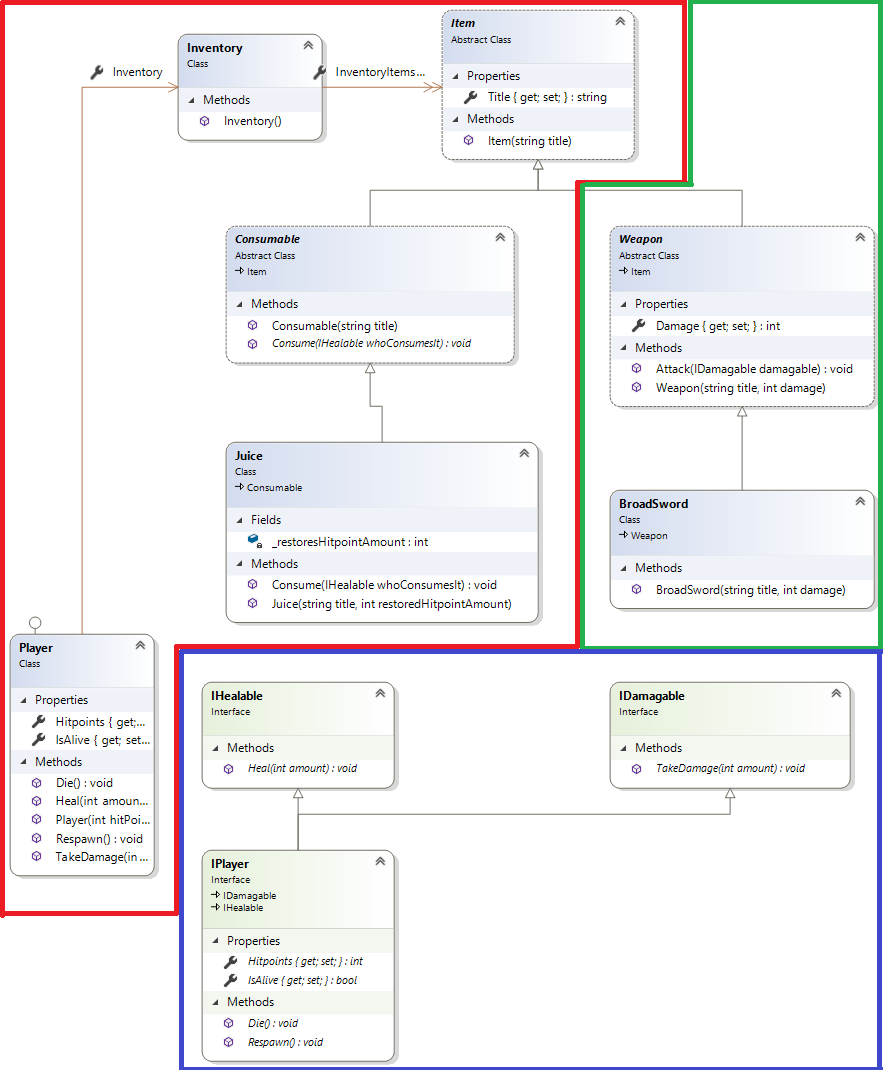 Inventory
Class
Methods
Inventory()
Inventory
InventoryItems...
Item
Abstract Class
Properties
Title { get; set; } : string
Methods
Item(string title)
Consumable
Abstract Class
Item
Methods
Consumable(string title)
Consume(IHealable whoConsumesIt) : void
Weapon
Abstract Class
Item
Properties
Damage { get; set; } : int
Methods
Attack(IDamagable damagable) : void
Weapon(string title, int damage)
Juice
Class
Consumable
Fields
_restoresHitpointAmount : int
Methods
Consume(IHealable whoConsumesIt) : void
Juice(string title, int restoredHitpointAmount)
BroadSword
Class
Weapon
Methods
BroadSword(string title, int damage)
Player
Class
Properties
Hitpoints { get;...
IsAlive { get; set...
Methods
Die() : void
Heal(int amoun...
Player(int hitPoi...
Respawn() : void
TakeDamage(in ...
IHealable
Interface
Methods
Heal(int amount) : void
IDamagable
Interface
Methods
TakeDamage(int amount) : void
IPlayer
Interface
IDamagable
IHealable
Properties
Hitpoints { get; set; } : int
IsAlive { get; set; } : bool
Methods
Die() : void
Respawn() : void